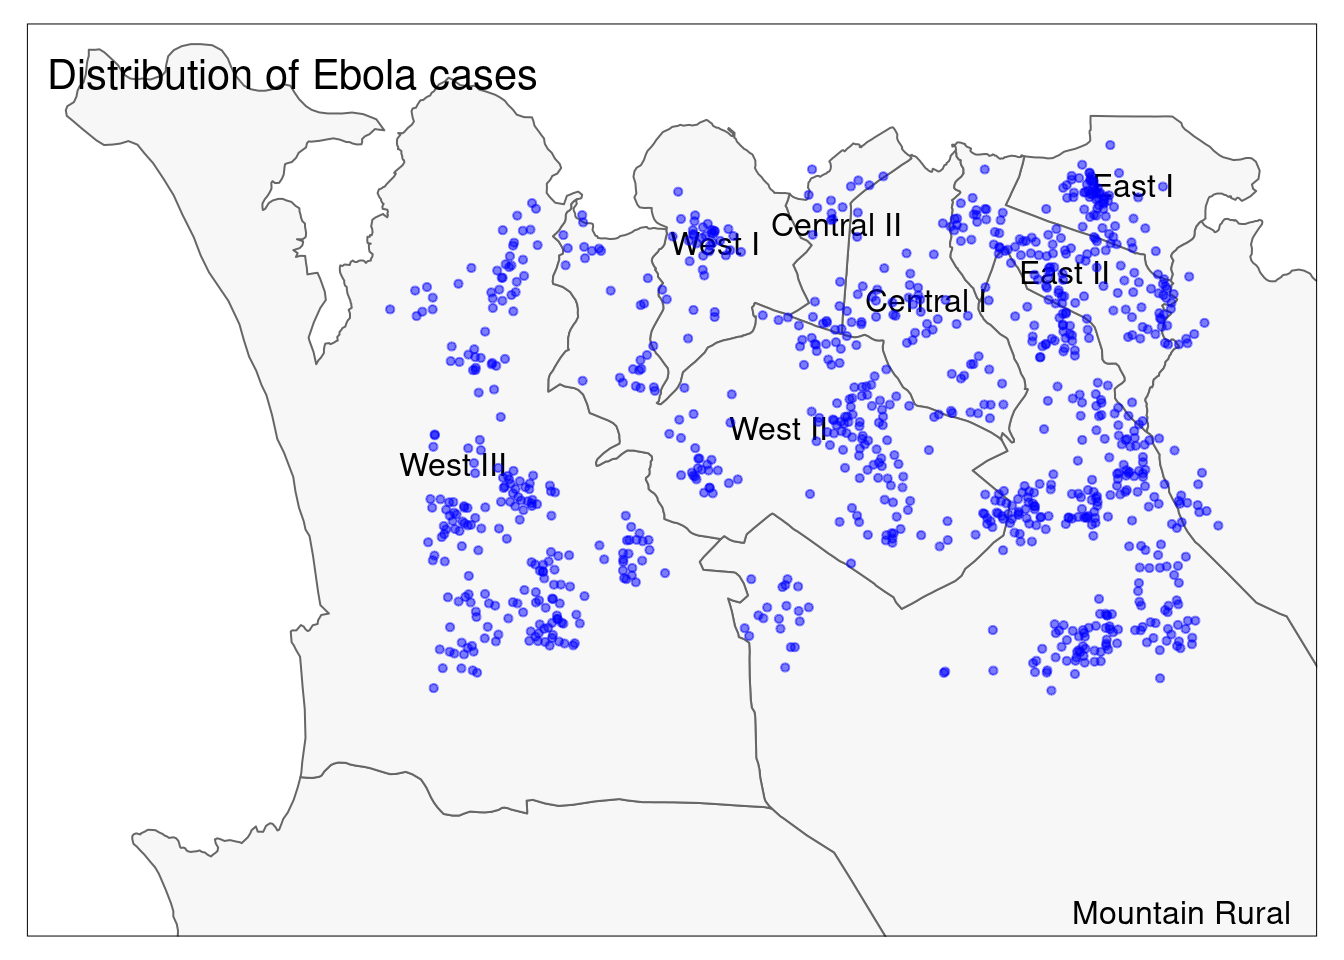 Distribution of Ebola cases
East I
Central II
West I
East II
Central I
West II
West III
Mountain Rural